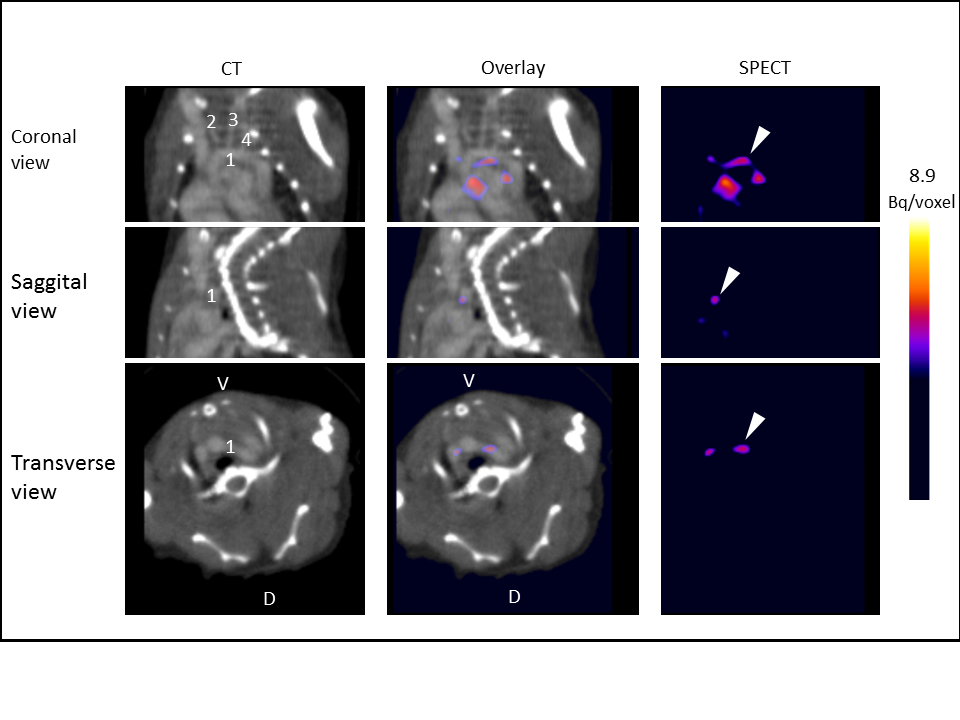 CT
Overlay
SPECT
Coronal
view
2
3
4
1
8.9
Bq/voxel
Saggital
view
1
V
V
1
Transverse
view
D
D